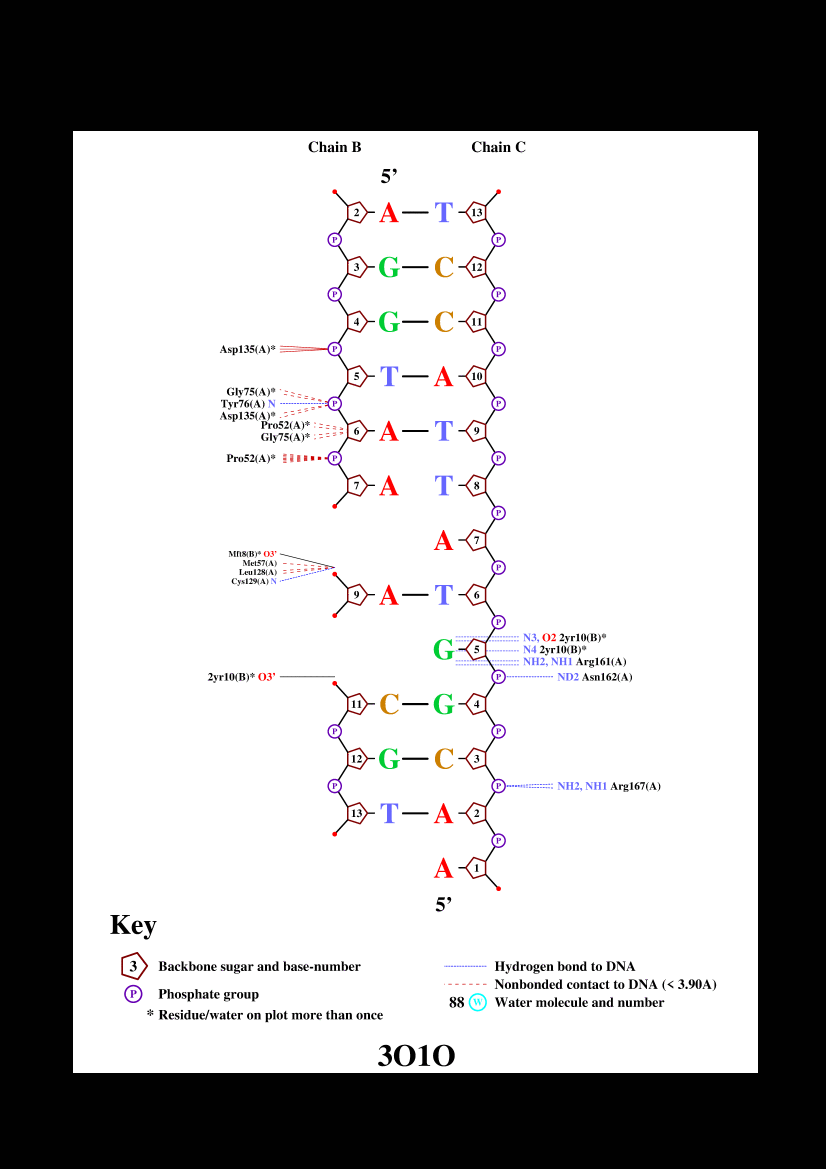 Chain B Chain C
5’
2 A T 13
P P
3 G C 12
P P
4 G C 11
Asp135(A)* P P
5 T A 10
Gly75(A)*
Tyr76(A) N P P
Asp135(A)*
Pro52(A)*
6 A T 9
Gly75(A)*
Pro52(A)* P P
7 A T 8
P
A 7
Mft8(B)* O3’
Met57(A) P
Leu128(A)
Cys129(A) N
9 A T 6
P
N3, O2 2yr10(B)*
G 5 N4 2yr10(B)*
NH2, NH1 Arg161(A)
2yr10(B)* O3’ P ND2 Asn162(A)
11 C G 4
P P
12 G C 3
P P NH2, NH1 Arg167(A)
13 T A 2
P
A 1
5’
Key
3 Backbone sugar and base-number
P Phosphate group
* Residue/water on plot more than once
Hydrogen bond to DNA
Nonbonded contact to DNA (< 3.90A)
88 W Water molecule and number
3O1O